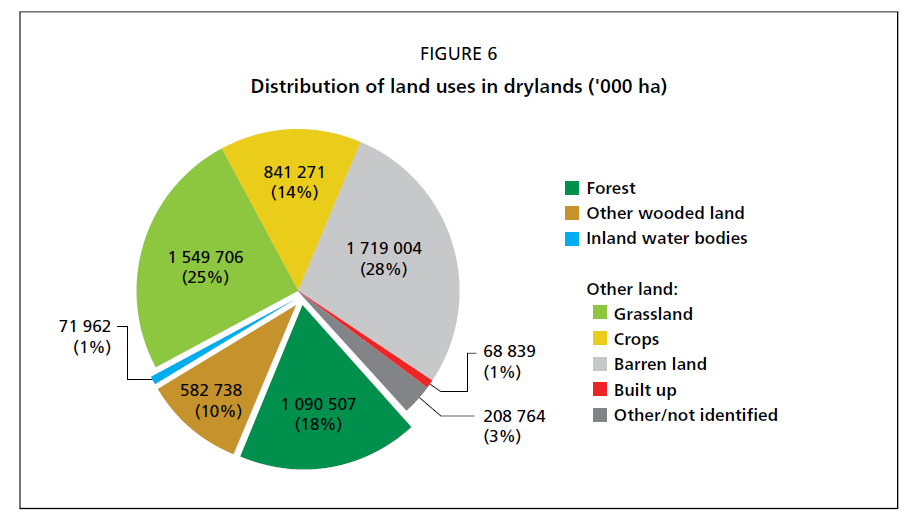 FIGURE 6
Distribution of land uses in drylands ('000 ha)
841 271
(14%)
1 719 004
(28%)
1 549 706
(25%)
71 962
(1%)
582 738
(10%)
1 090 507
(18%)
68 839
(1%)
208 764
(3%)
Forest
Other wooded land
Inland water bodies
Other land:
Grassland
Crops
Barren land
Built up
Other/not identified